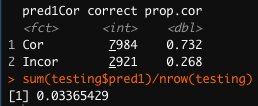 pred1Cor correct prop.cor
<fct> <int> <dbl>
1 Cor 7984 0.732
2 Incor 2921 0.268
> sum(testing$pred1)/nrow(testing)
[1] 0.03365429